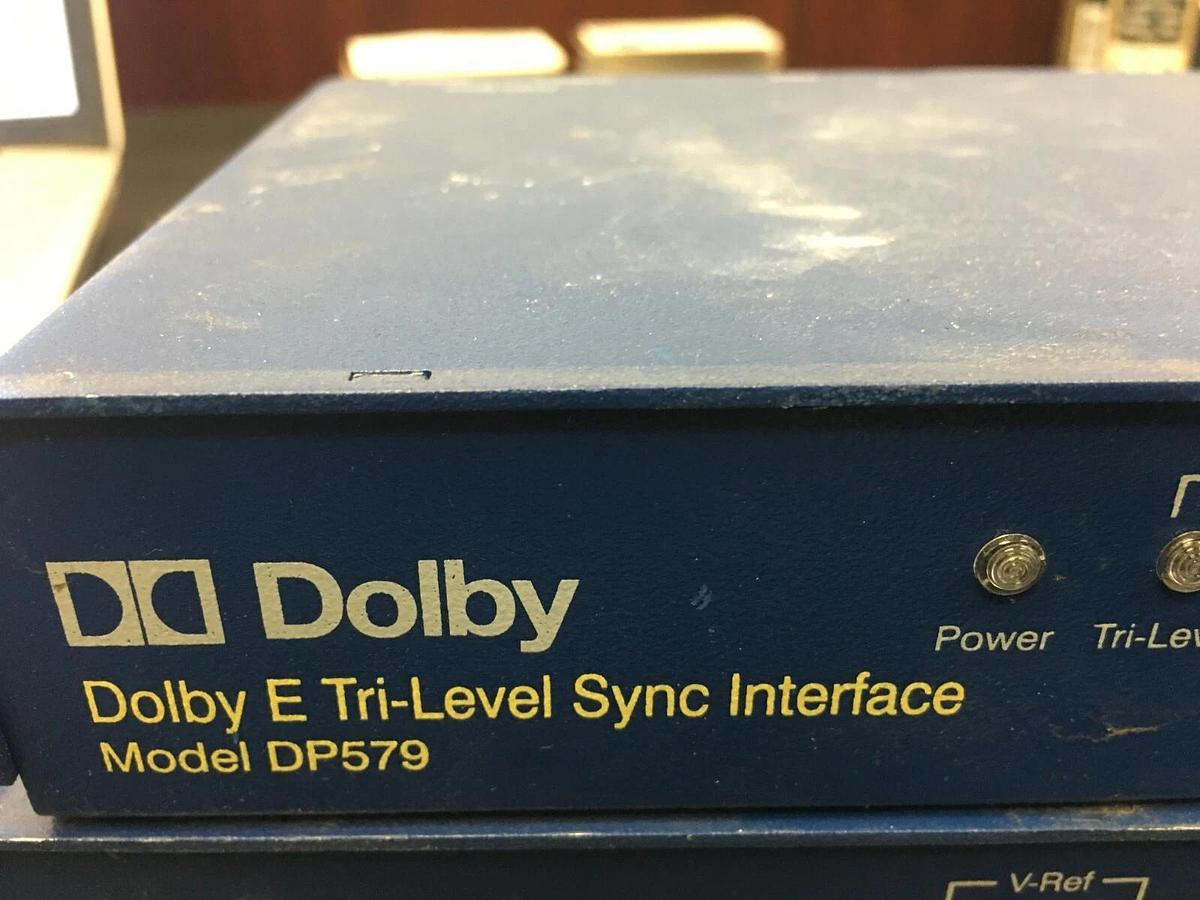 Dolby
Dolby E Tri-Level Sync Interface
Model DP579
Power
V-Ref